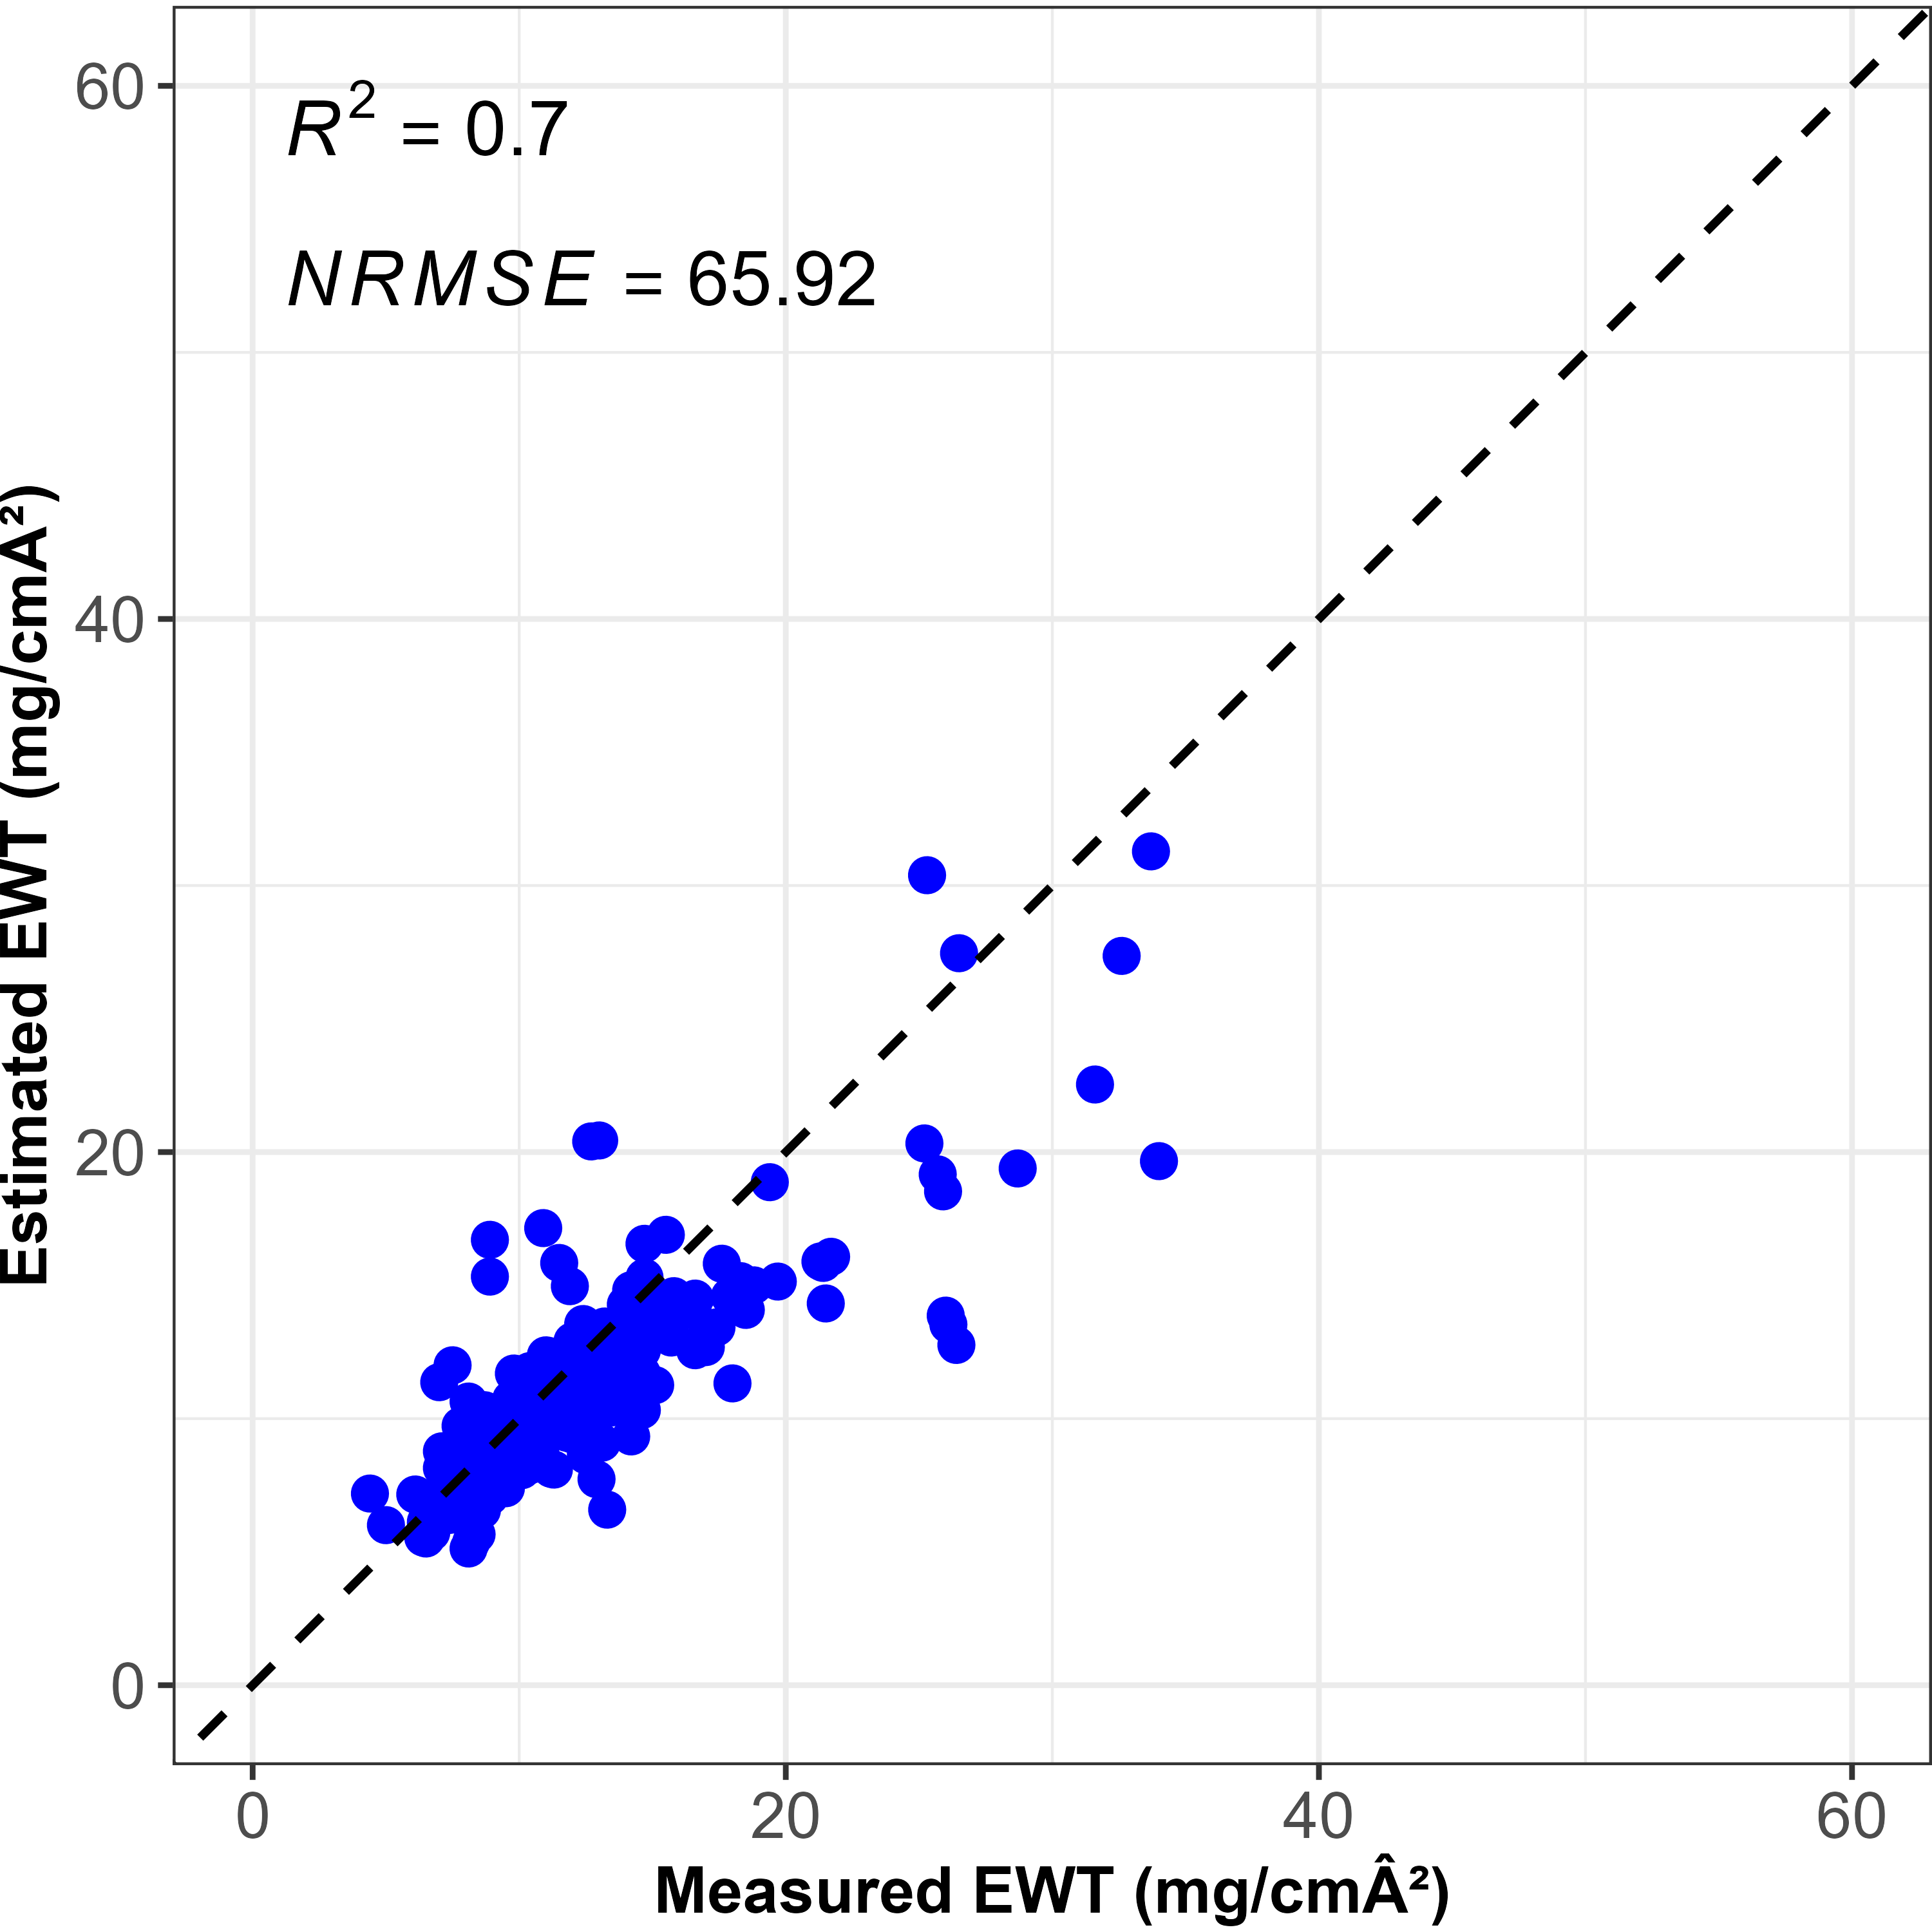 60
R² = 0.7
NRMSE = 65.92
40
20
0
Estimated EWT (mg/cmÂ²)
0 20 40 60
Measured EWT (mg/cmÂ²)